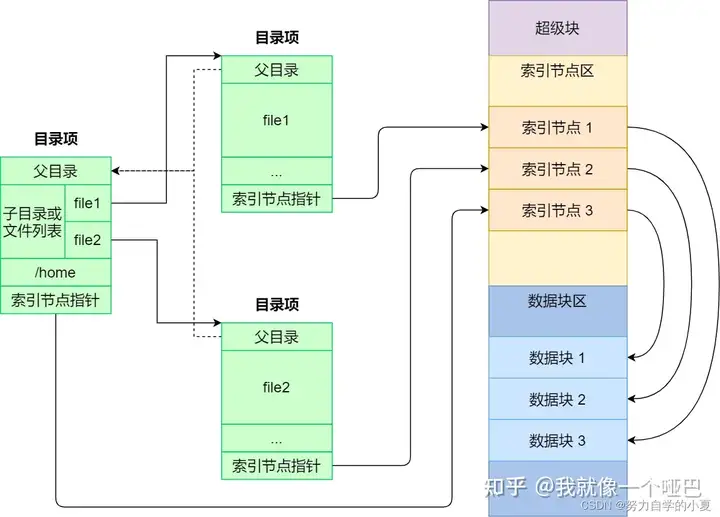 目录项
父目录
子目录或
文件列表
file1
file2
/home
索引节点指针
目录项
父目录
file1
...
索引节点指针
目录项
父目录
file2
...
索引节点指针
超级块
索引节点区
索引节点 1
索引节点 2
索引节点 3
数据块区
数据块 1
数据块 2
数据块 3
知乎 @我就像一个哑巴
CSDN @努力自学的小夏